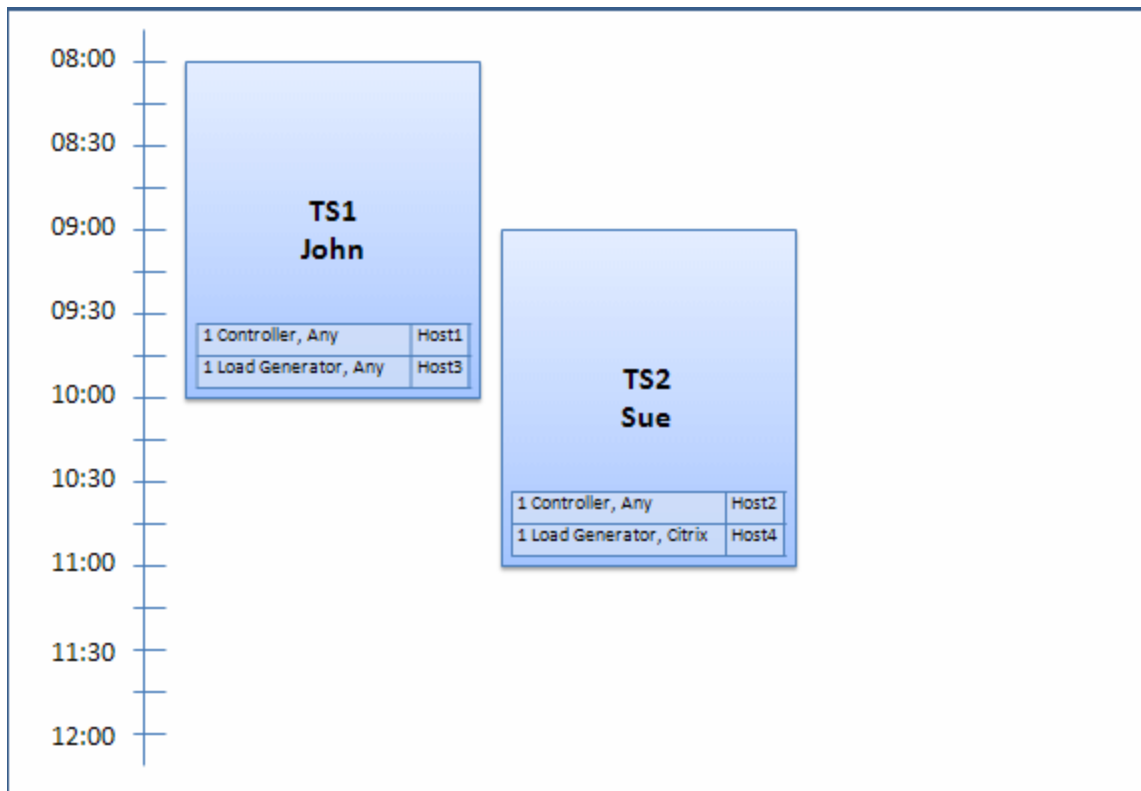 08:00
08:30
09:00
09:30
10:00
10:30
11:00
11:30
12:00
TS1
John
1 Controller, Any Host1
1 Load Generator, Any Host3
TS2
Sue
1 Controller, Any Host2
1 Load Generator, Citrix Host4